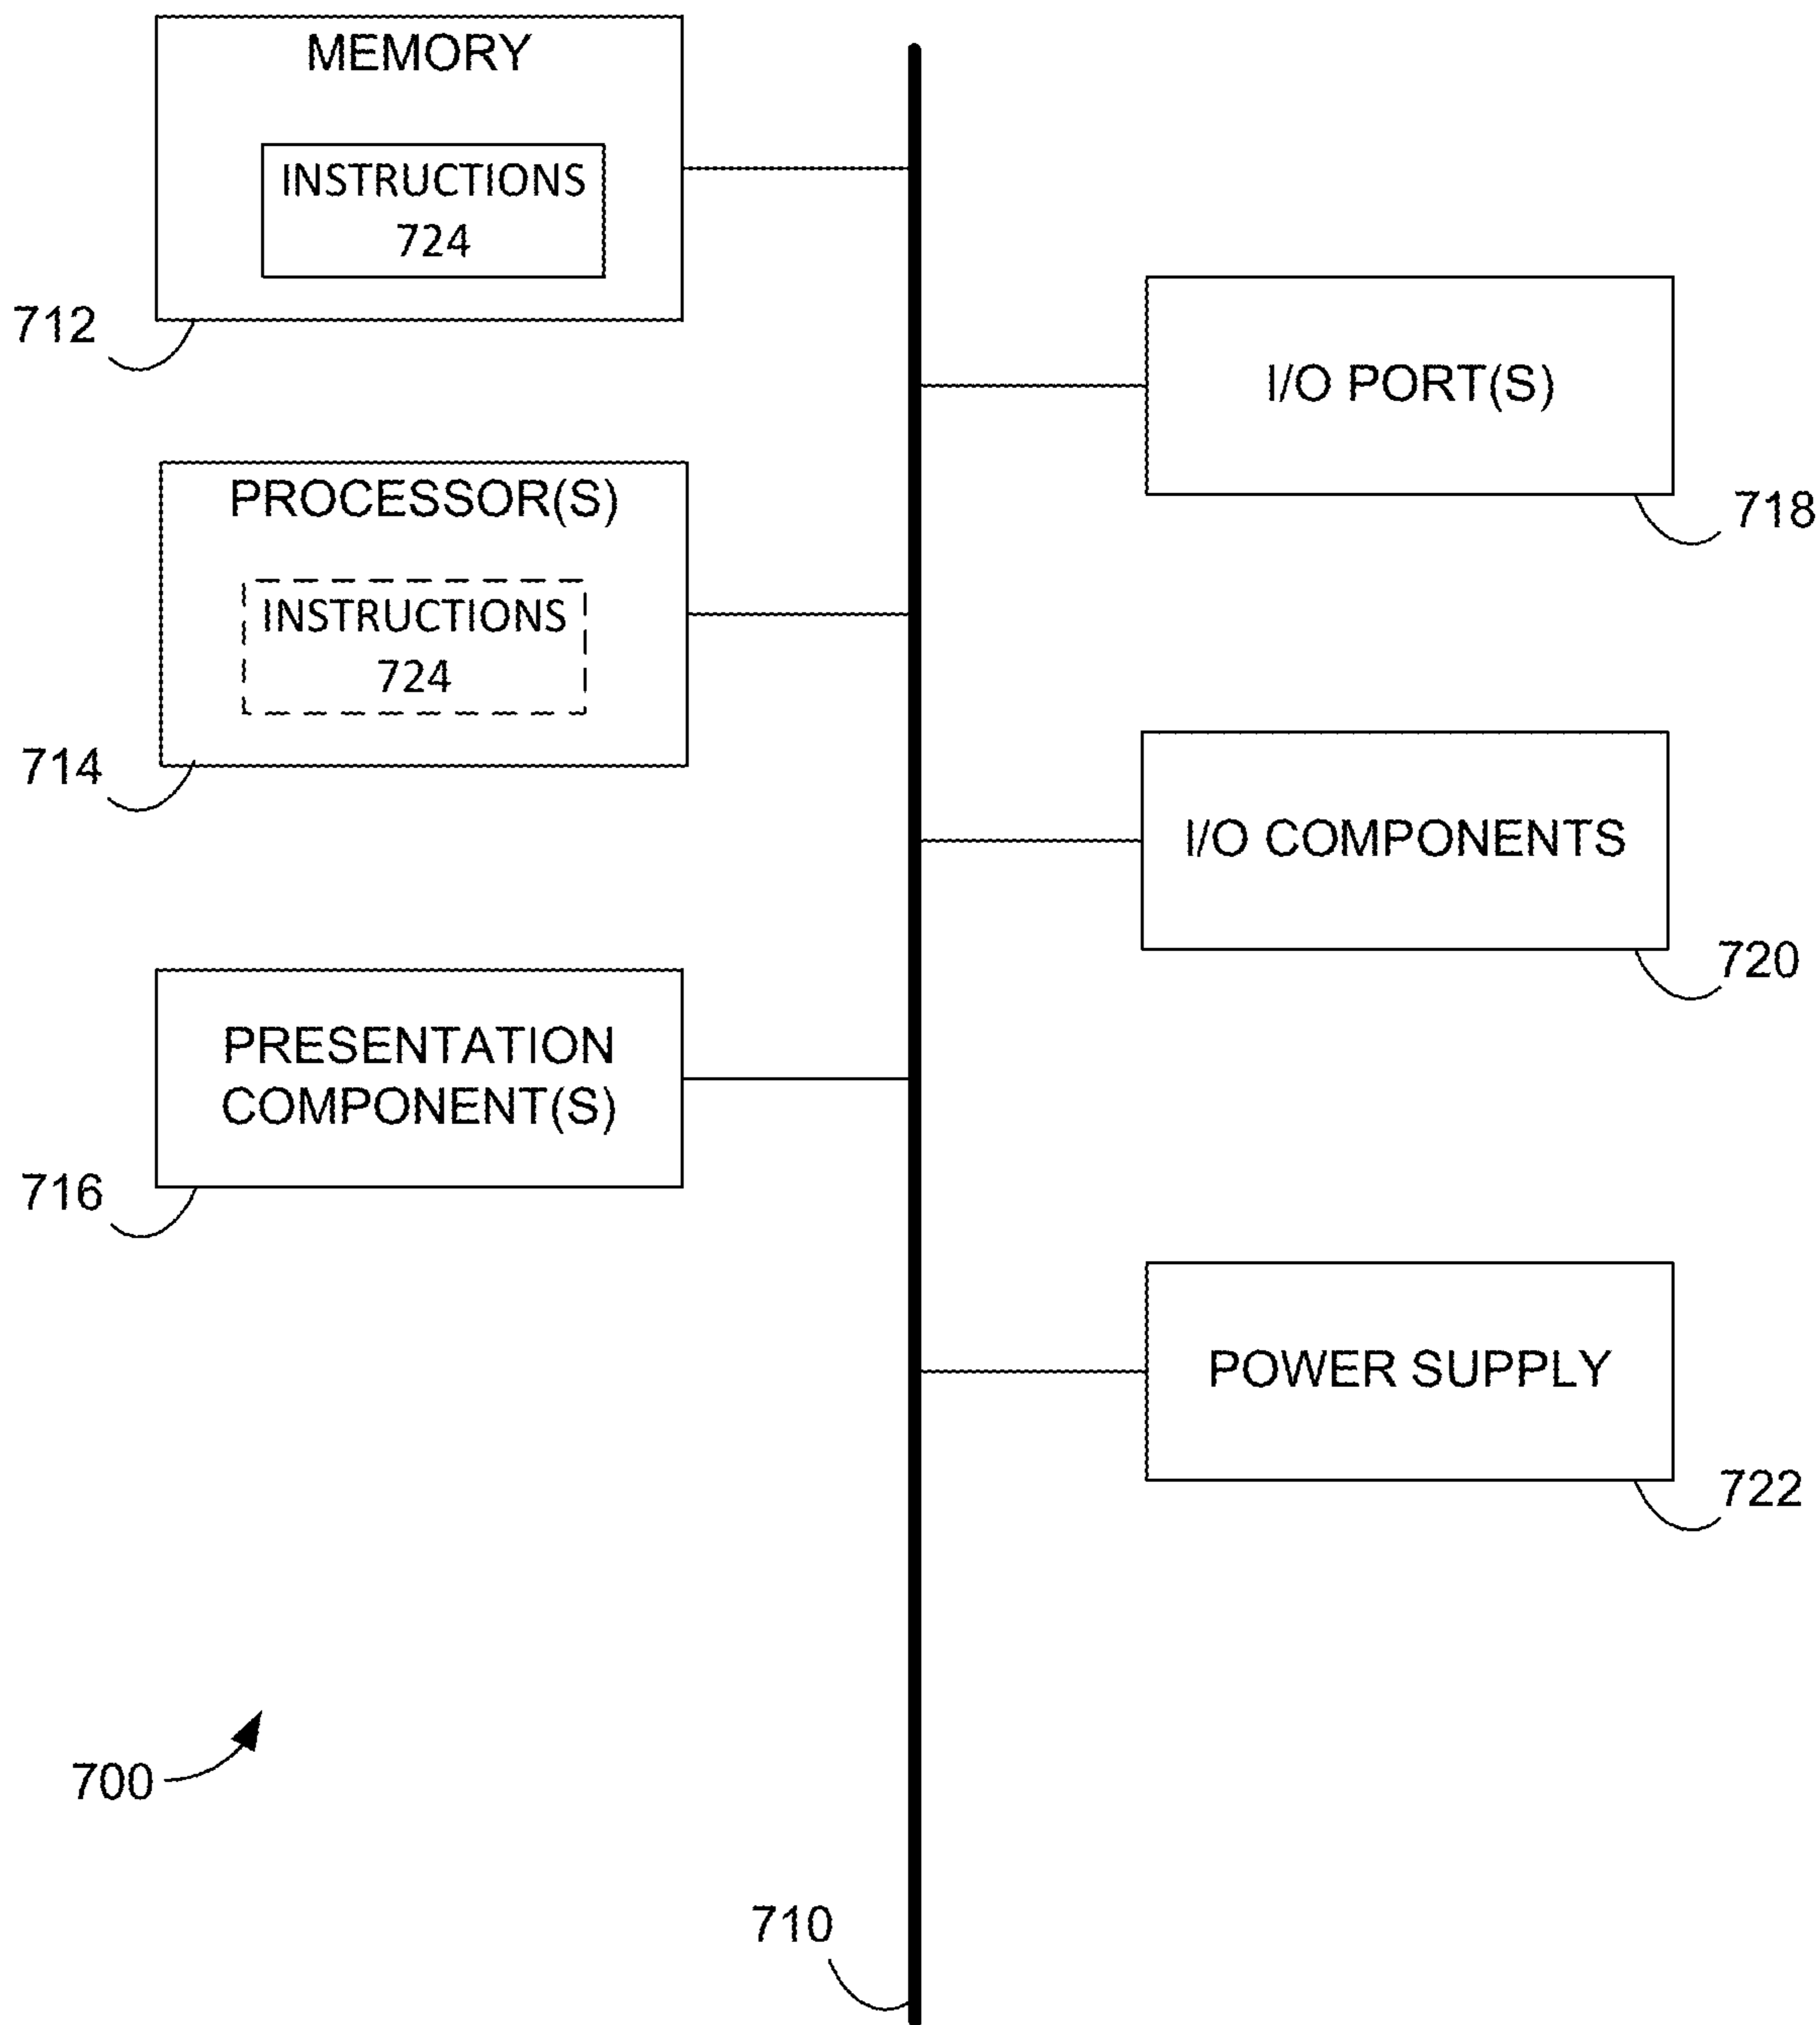 MEMORY
INSTRUCTIONS
724
712
I/O PORT(S)
718
PROCESSOR(S)
INSTRUCTIONS
724
714
I/O COMPONENTS
720
PRESENTATION
COMPONENT(S)
716
POWER SUPPLY
722
700
710